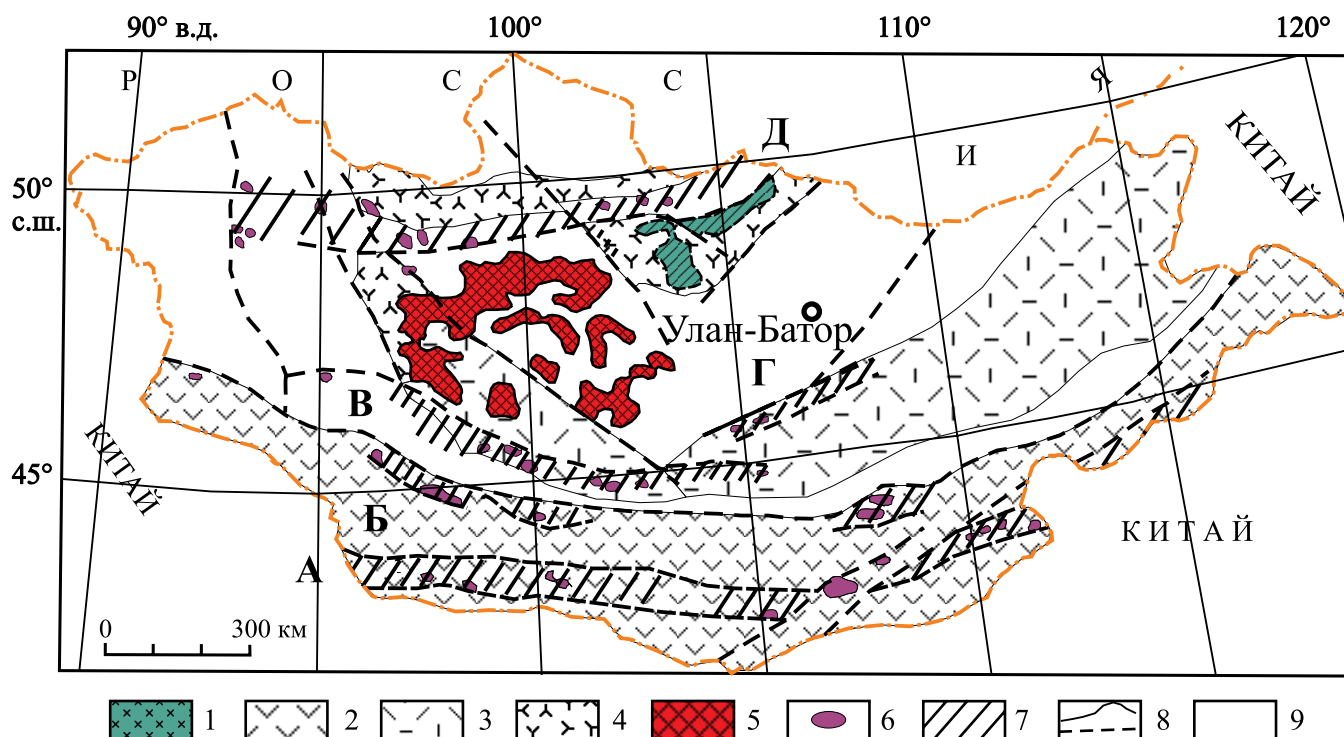 90° в.д.
100°
110°
120°
Р О С С И Я
КИТАЙ
Д
50°
с.ш.
Улан-Батор
Г
В
КИТАЙ
45°
Б
КИТАЙ
А
0 300 км
1 2 3 4 5 6 7 8 9